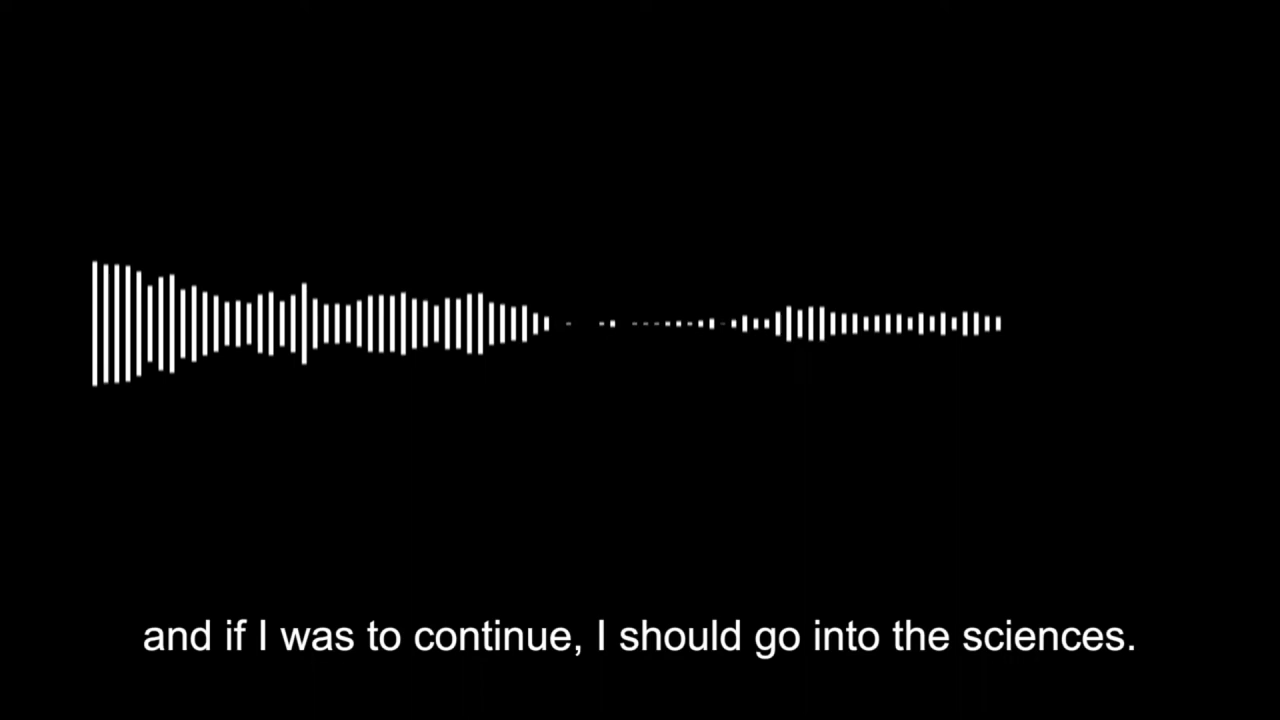 and if I was to continue, I should go into the sciences.